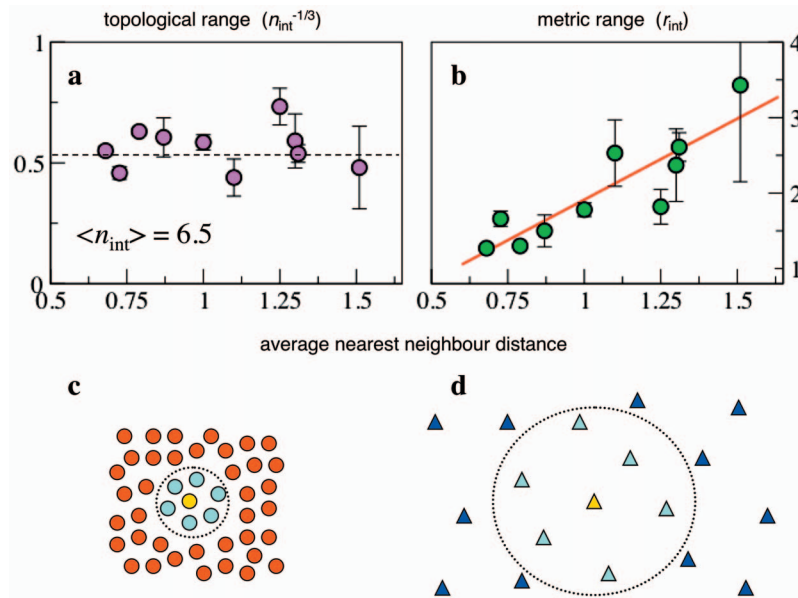 topological range (n_int^-1/3)
metric range (r_int)
a
b
1
0.5
0
<n_int> = 6.5
4
3
2
1
0.5 0.75 1 1.25 1.5
0.5 0.75 1 1.25 1.5
average nearest neighbour distance
c
d